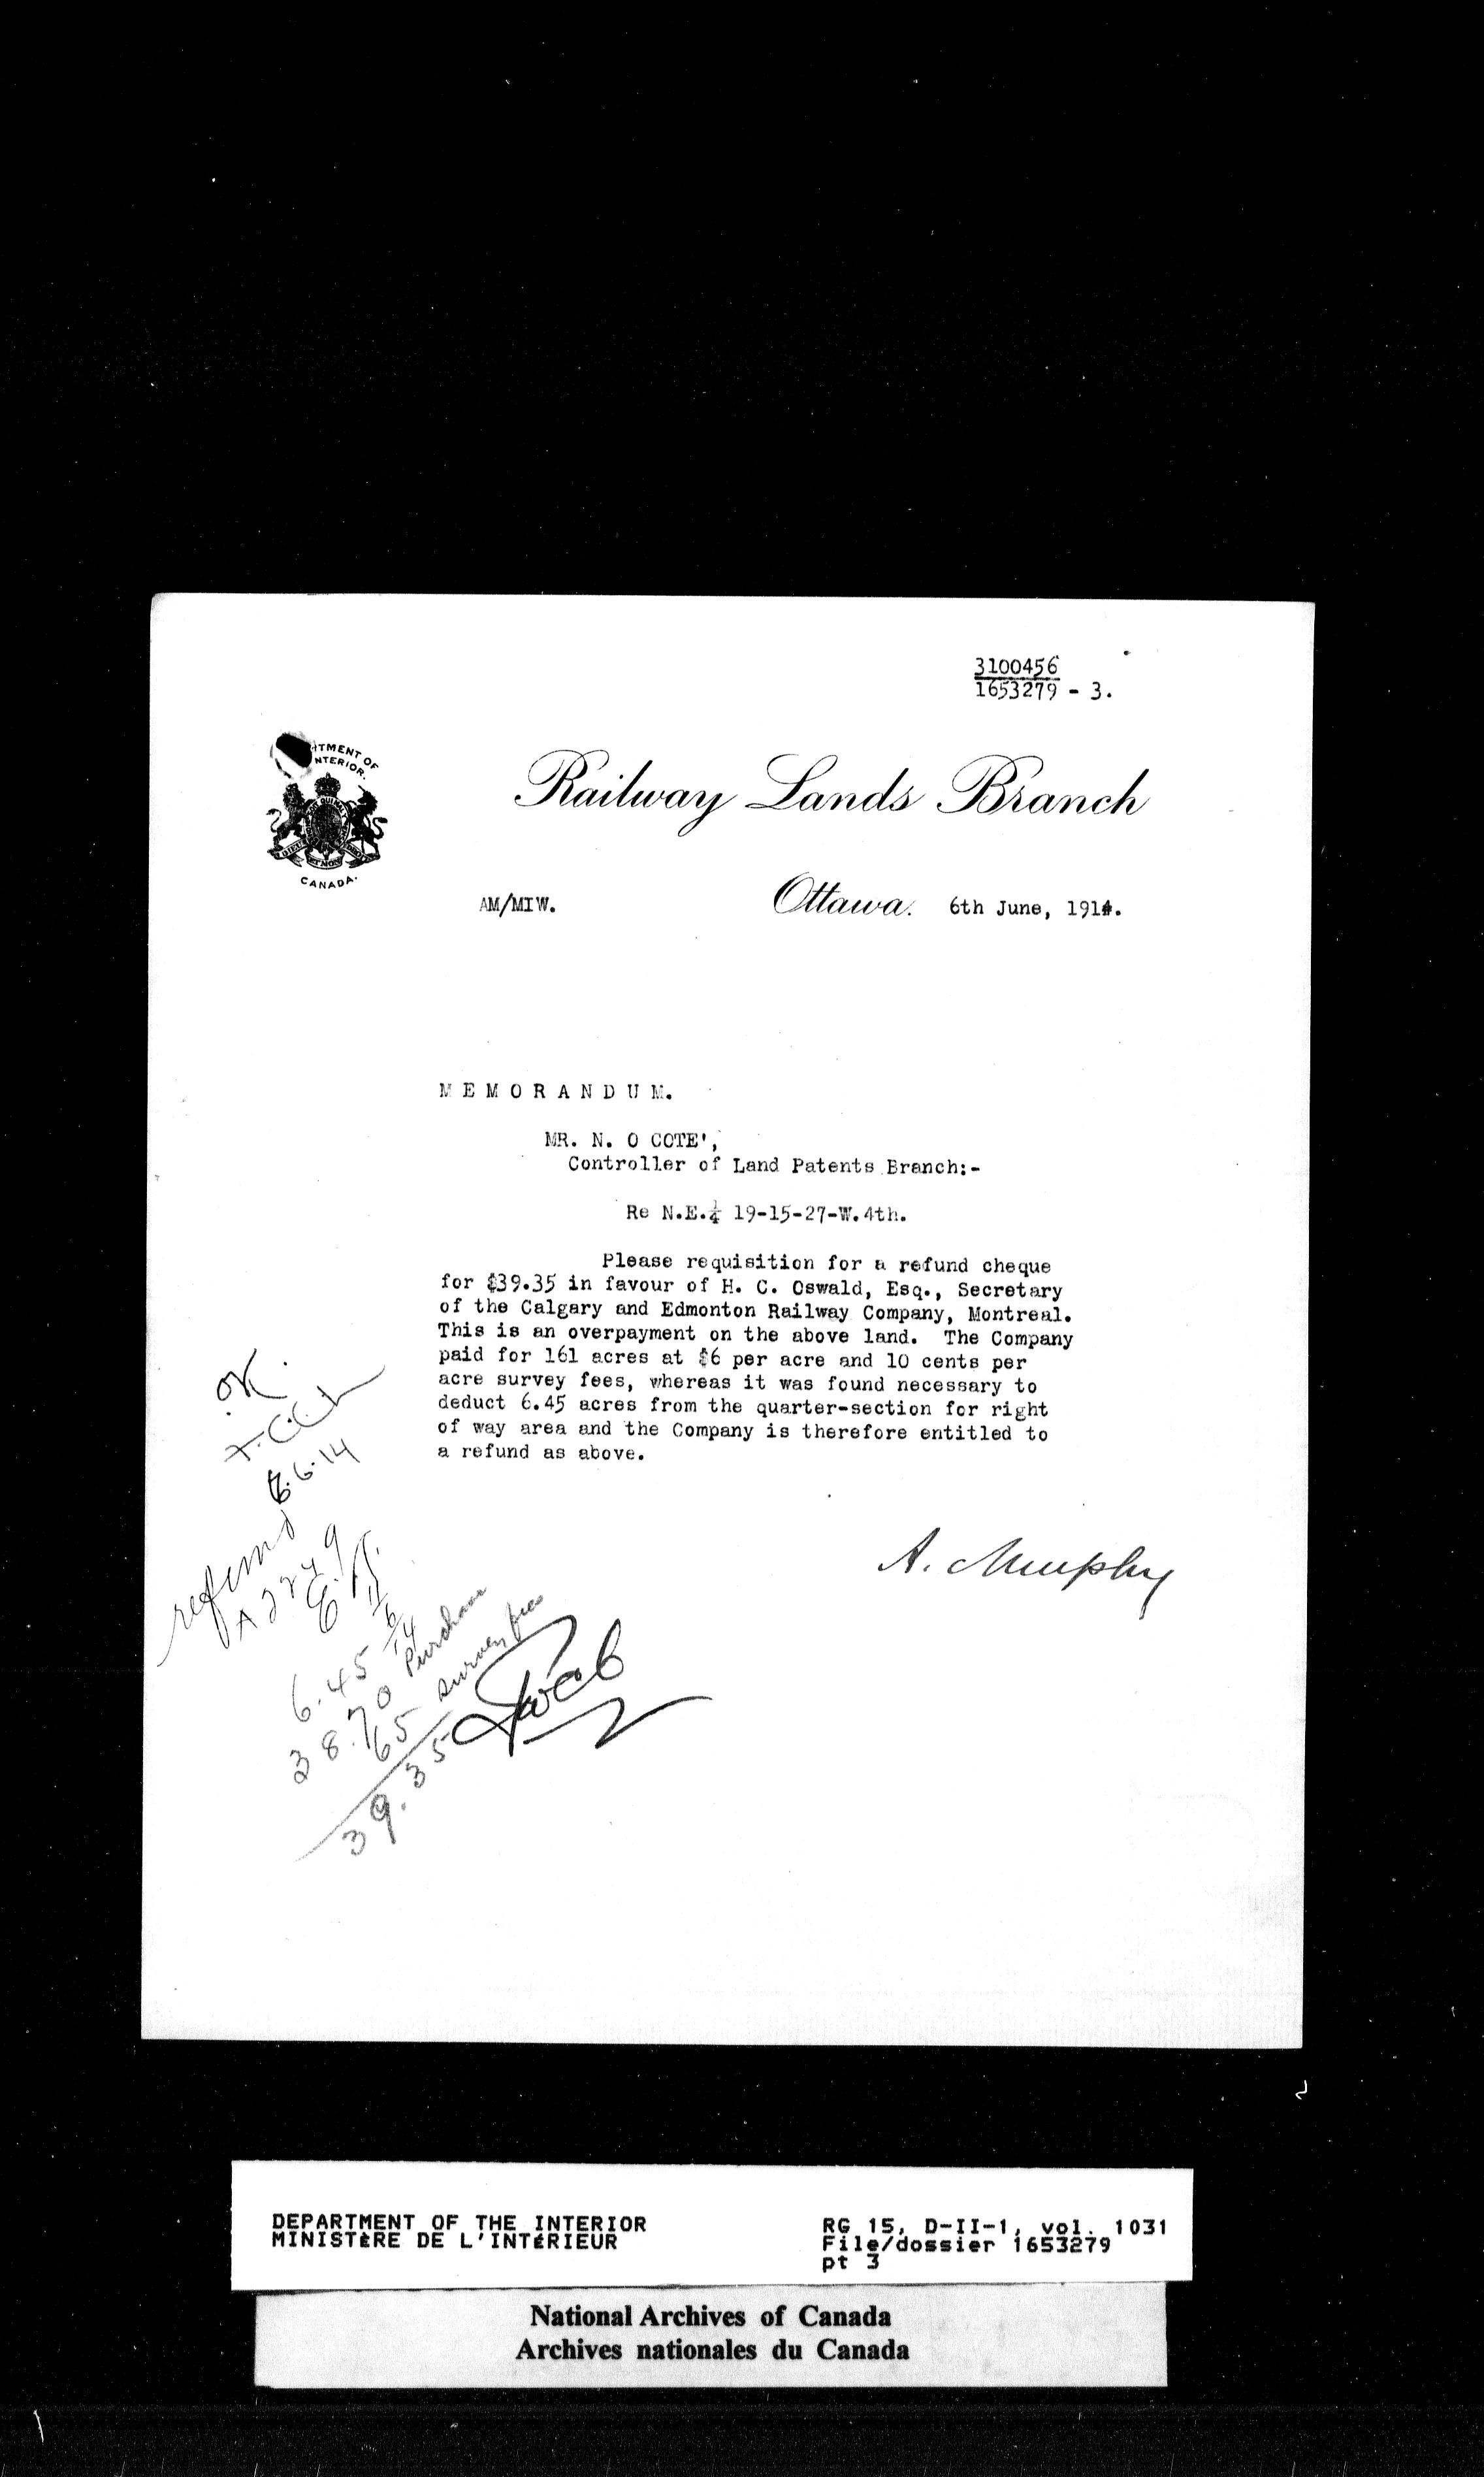 3100456
1653279 - 3.
TMENT OF
NTERIOR.
CANADA.
Railway Lands Branch
AM/MIW.
Ottawa. 6th June, 1914.
MEMORANDUM.
MR. N. O COTE',
Controller of Land Patents Branch:-
Re N.E.¼ 19-15-27-W.4th.
Please requisition for a refund cheque
for $39.35 in favour of H. C. Oswald, Esq., Secretary
of the Calgary and Edmonton Railway Company, Montreal.
This is an overpayment on the above land. The Company
paid for 161 acres at $6 per acre and 10 cents per
acre survey fees, whereas it was found necessary to
deduct 6.45 acres from the quarter-section for right
of way area and the Company is therefore entitled to
a refund as above.
A. Murphy
OK.
6.14
refund
6.45
38.70 Purchase
65 survey fees
39.35
DEPARTMENT OF THE INTERIOR
MINISTÈRE DE L'INTÉRIEUR
RG 15, D-II-1, vol. 1031
File/dossier 1653279
pt 3
National Archives of Canada
Archives nationales du Canada